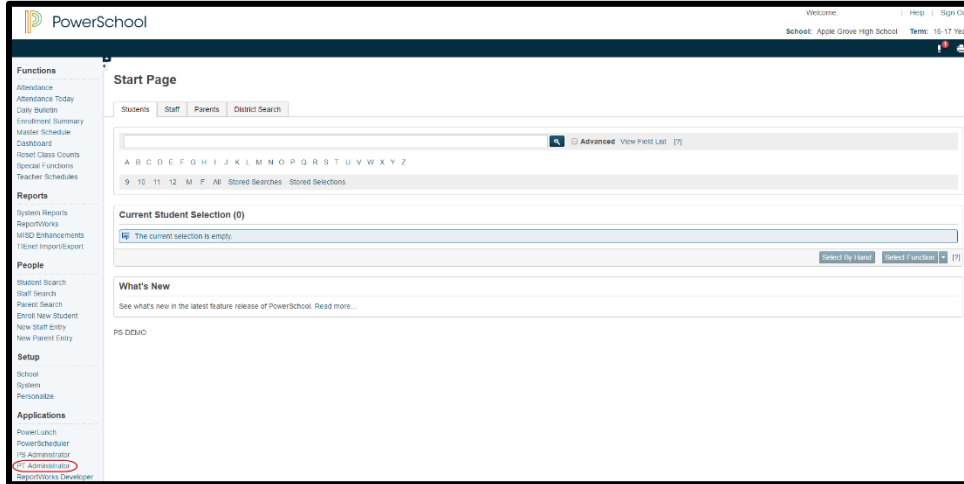 PowerSchool
Welcome, | Help | Sign Ou
School: Apple Grove High School Term: 16-17 Yea
Functions
Attendance
Attendance Today
Daily Bulletin
Enrollment Summary
Master Schedule
Dashboard
Reset Class Counts
Special Functions
Teacher Schedules
Reports
System Reports
ReportWorks
MISD Enhancements
TIEnet Import/Export
People
Student Search
Staff Search
Parent Search
Enroll New Student
New Staff Entry
New Parent Entry
Setup
School
System
Personalize
Applications
PowerLunch
PowerScheduler
PS Administrator
PT Administrator
ReportWorks Developer
Start Page
Students Staff Parents District Search
Advanced View Field List [?]
A B C D E F G H I J K L M N O P Q R S T U V W X Y Z
9 10 11 12 M F All Stored Searches Stored Selections
Current Student Selection (0)
The current selection is empty.
Select By Hand Select Function [?]
What's New
See what's new in the latest feature release of PowerSchool. Read more...
PS-DEMO